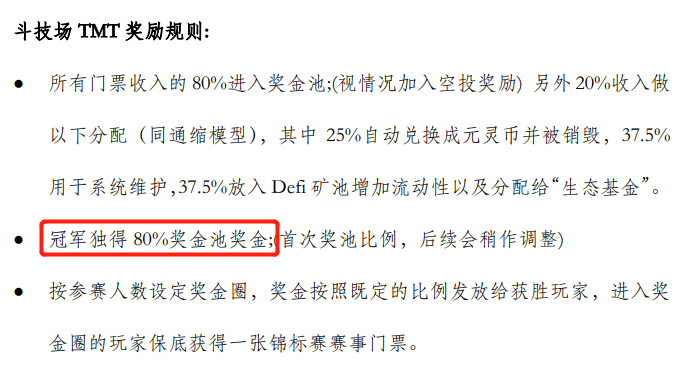 斗技场 TMT 奖励规则:
● 所有门票收入的 80%进入奖金池;(视情况加入空投奖励) 另外 20%收入做
以下分配（同通缩模型），其中 25%自动兑换成元灵币并被销毁，37.5%
用于系统维护,37.5%放入 Defi 矿池增加流动性以及分配给“生态基金”。
● 冠军独得 80%奖金池奖金;(首次奖池比例，后续会稍作调整)
● 按参赛人数设定奖金圈，奖金按照既定的比例发放给获胜玩家，进入奖
金圈的玩家保底获得一张锦标赛赛事门票。